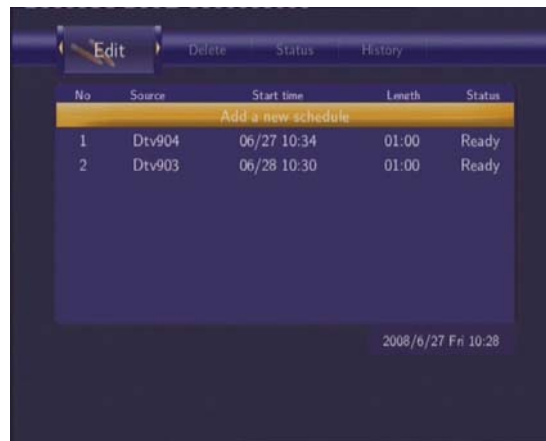 Edit Delete Status History
No Source Start time Length Status
Add a new schedule
1 Dtv904 06/27 10:34 01:00 Ready
2 Dtv903 06/28 10:30 01:00 Ready
2008/6/27 Fri 10:28